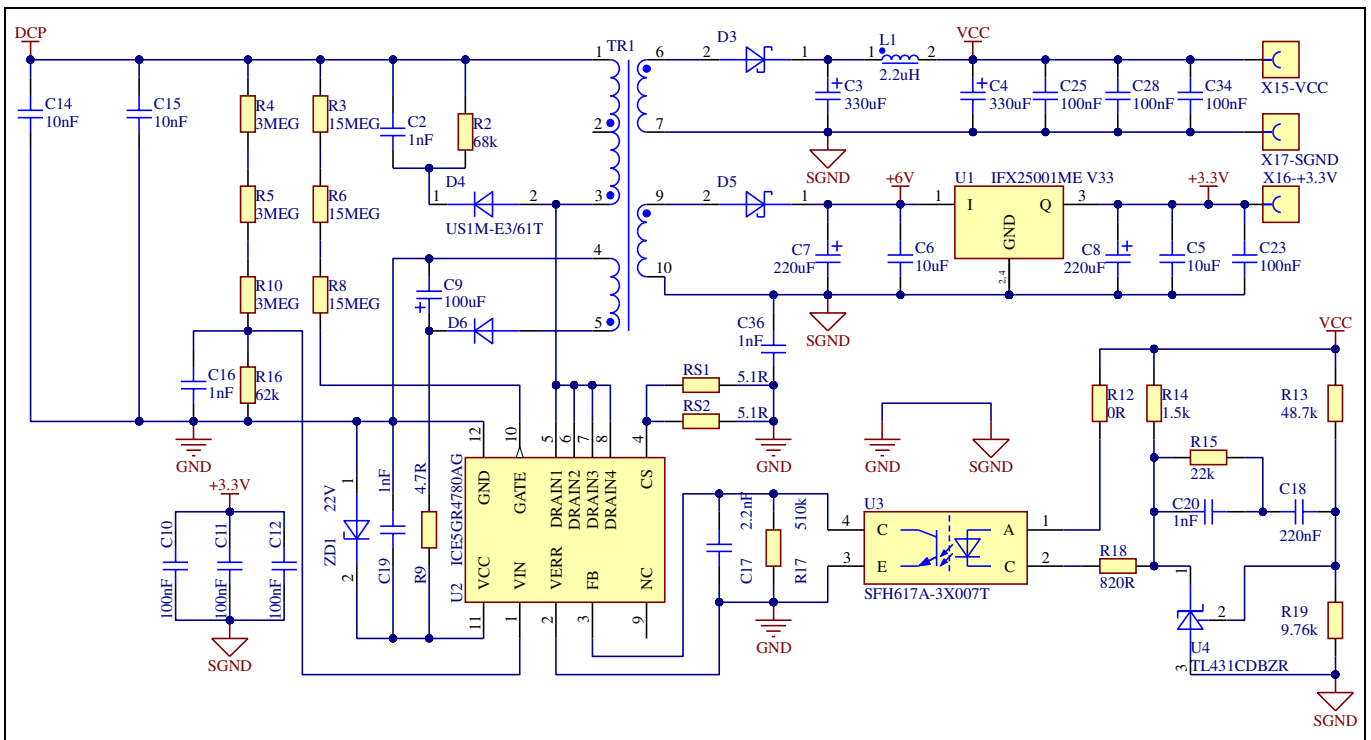 DCP
C14
10nF
C15
10nF
R4
3MEG
R3
15MEG
C2
1nF
R2
68k
R5
3MEG
R6
15MEG
D4
1
2
US1M-E3/61T
R10
3MEG
R8
15MEG
C9
100uF
+
D6
C16
1nF
R16
62k
GND
TR1
1
2
3
4
5
6
7
9
10
2
D3
1
+
C3
330uF
1
L1
2
2.2uH
VCC
+
C4
330uF
C25
100nF
C28
100nF
C34
100nF
X15-VCC
X17-SGND
SGND
2
D5
1
+6V
+
C7
220uF
C6
10uF
U1
IFX25001ME V33
1
I
Q
3
GND
2, 4
+3.3V
X16-+3.3V
+
C8
220uF
C5
10uF
C23
100nF
SGND
C36
1nF
RS1
5.1R
RS2
5.1R
GND
GND
SGND
+3.3V
C10
100nF
C11
100nF
C12
100nF
SGND
1
22V
ZD1
2
1nF
C19
4.7R
R9
U2
ICE5GR4780AG
12
GND
10
GATE
5
DRAIN1
6
DRAIN2
7
DRAIN3
8
DRAIN4
4
CS
VCC
11
VIN
1
VERR
2
FB
3
NC
9
2.2nF
C17
510k
R17
GND
U3
4
C
A
1
3
E
C
2
SFH617A-3X007T
VCC
R12
0R
R14
1.5k
R13
48.7k
R15
22k
C20
1nF
C18
220nF
R18
820R
1
2
3
U4
TL431CDBZR
R19
9.76k
SGND